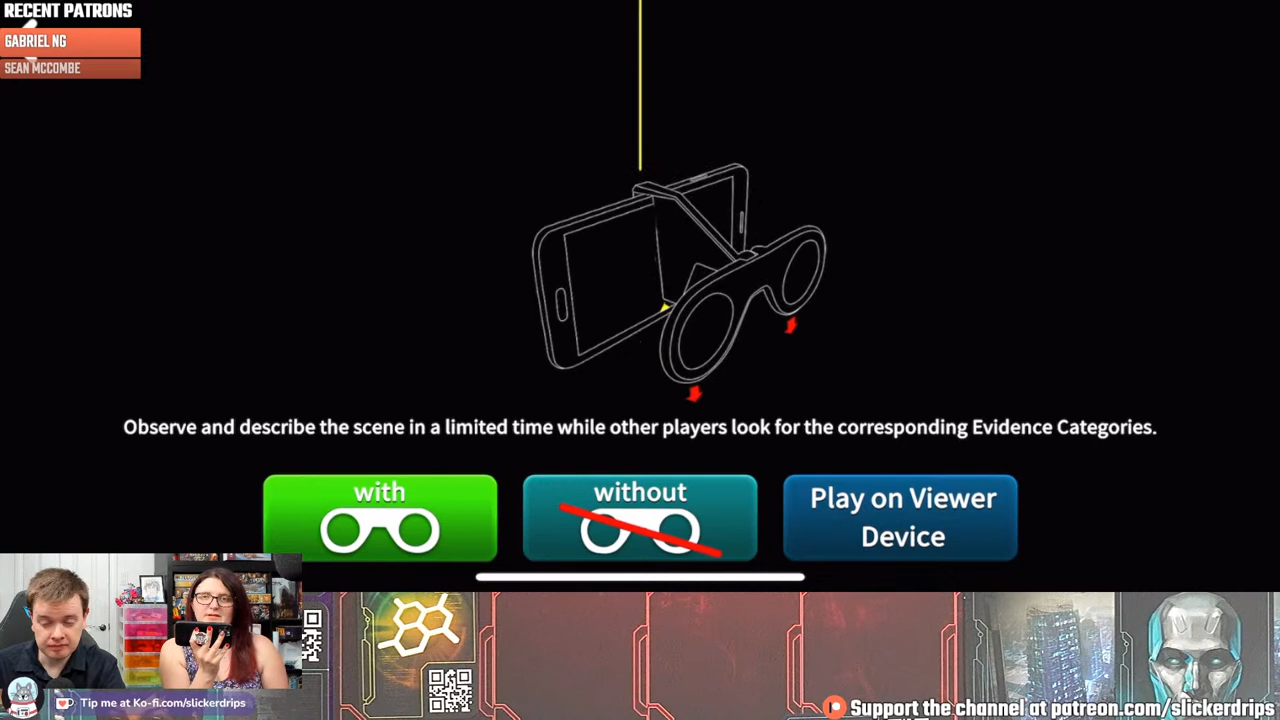 RECENT PATRONS
GABRIEL NG
SEAN MCCOMBE
Observe and describe the scene in a limited time while other players look for the corresponding Evidence Categories.
with
without
Play on Viewer
Device
Tip me at Ko-fi.com/slickerdrips
Support the channel at patreon.com/slickerdrips